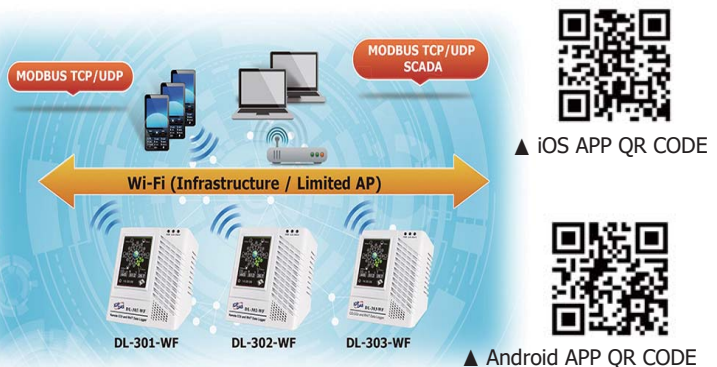 MODBUS TCP/UDP
MODBUS TCP/UDP
SCADA
Wi-Fi (Infrastructure / Limited AP)
DL-301-WF
DL-302-WF
DL-303-WF
▲ iOS APP QR CODE
▲ Android APP QR CODE